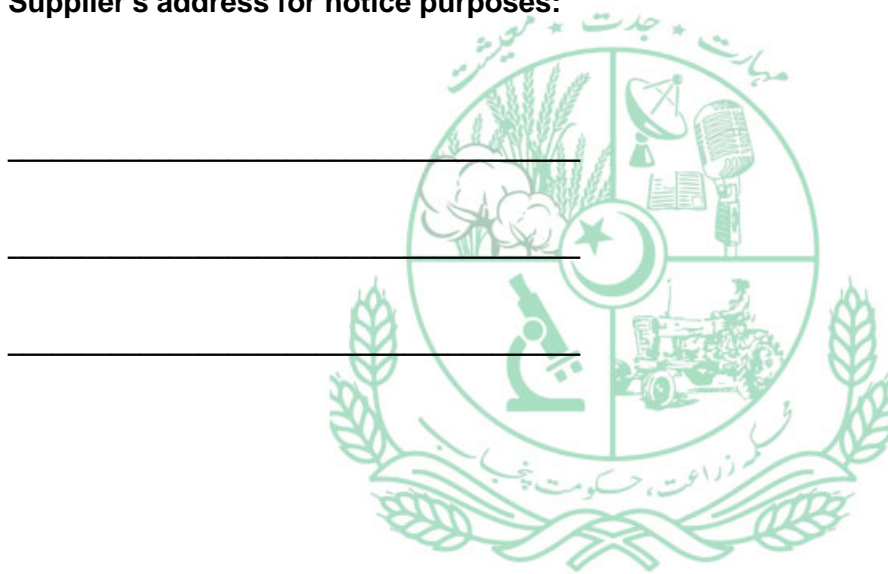 Supplier's address for notice purposes:
مہارت ٭ جدت ٭ معیشت
محکمہ زراعت، حکومت پنجاب